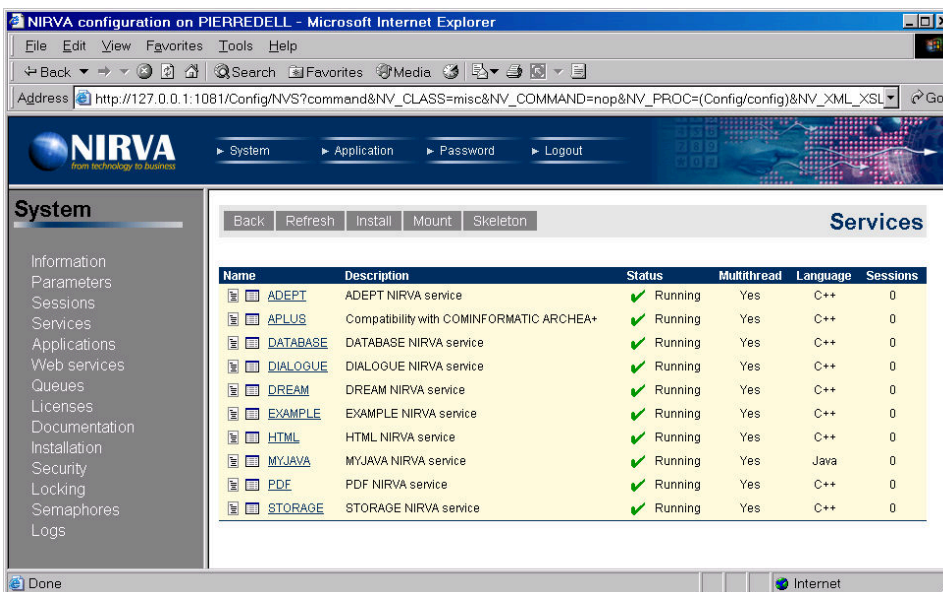 NIRVA configuration on PIERREDELL - Microsoft Internet Explorer
File Edit View Favorites Tools Help
Back Search Favorites Media
Address http://127.0.0.1:1081/Config/NVS?command&NV_CLASS=misc&NV_COMMAND=nop&NV_PROC=(Config/config)&NV_XML_XSL Go
NIRVA
from technology to business
System Application Password Logout
System
Information
Parameters
Sessions
Services
Applications
Web services
Queues
Licenses
Documentation
Installation
Security
Locking
Semaphores
Logs
Back Refresh Install Mount Skeleton Services
Name Description Status Multithread Language Sessions
ADEPT ADEPT NIRVA service Running Yes C++ 0
APLUS Compatibility with COMINFORMATIC ARCHEA+ Running Yes C++ 0
DATABASE DATABASE NIRVA service Running Yes C++ 0
DIALOGUE DIALOGUE NIRVA service Running Yes C++ 0
DREAM DREAM NIRVA service Running Yes C++ 0
EXAMPLE EXAMPLE NIRVA service Running Yes C++ 0
HTML HTML NIRVA service Running Yes C++ 0
MYJAVA MYJAVA NIRVA service Running Yes Java 0
PDF PDF NIRVA service Running Yes C++ 0
STORAGE STORAGE NIRVA service Running Yes C++ 0
Done Internet